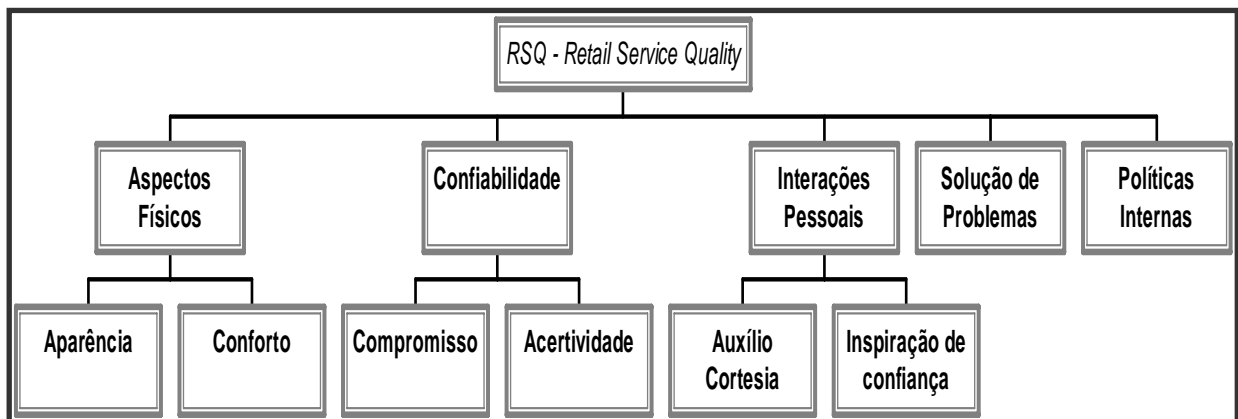 RSQ - Retail Service Quality
Aspectos
Físicos
Confiabilidade
Interações
Pessoais
Solução de
Problemas
Políticas
Internas
Aparência
Conforto
Compromisso
Acertividade
Auxílio
Cortesia
Inspiração de
confiança